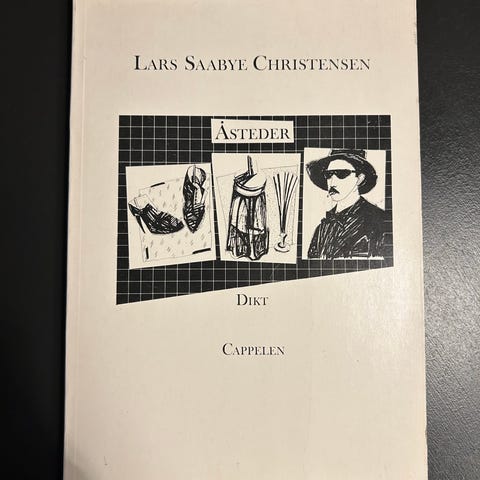 Lars Saabye Christensen
Åsteder
Dikt
Cappelen